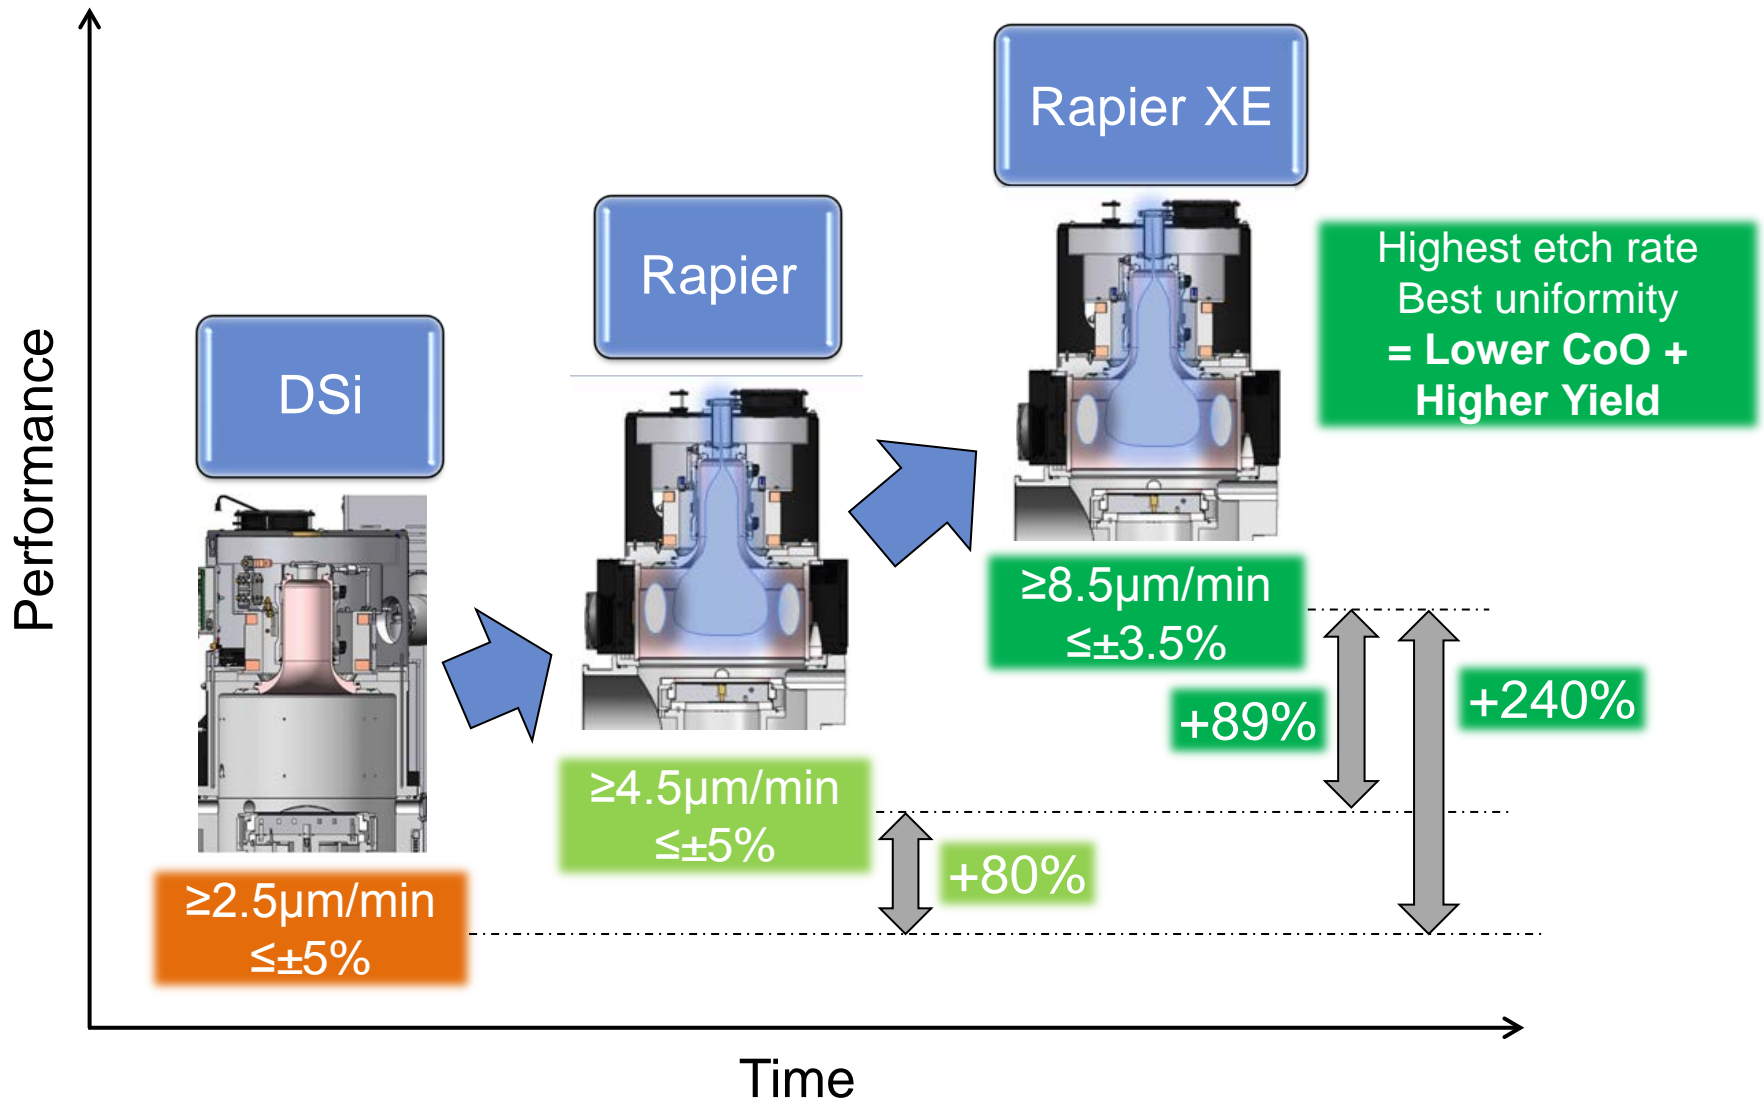 Performance
Rapier XE
Rapier
DSi
Highest etch rate
Best uniformity
= Lower CoO +
Higher Yield
≥8.5µm/min
≤±3.5%
+89%
+240%
≥4.5µm/min
≤±5%
+80%
≥2.5µm/min
≤±5%
Time